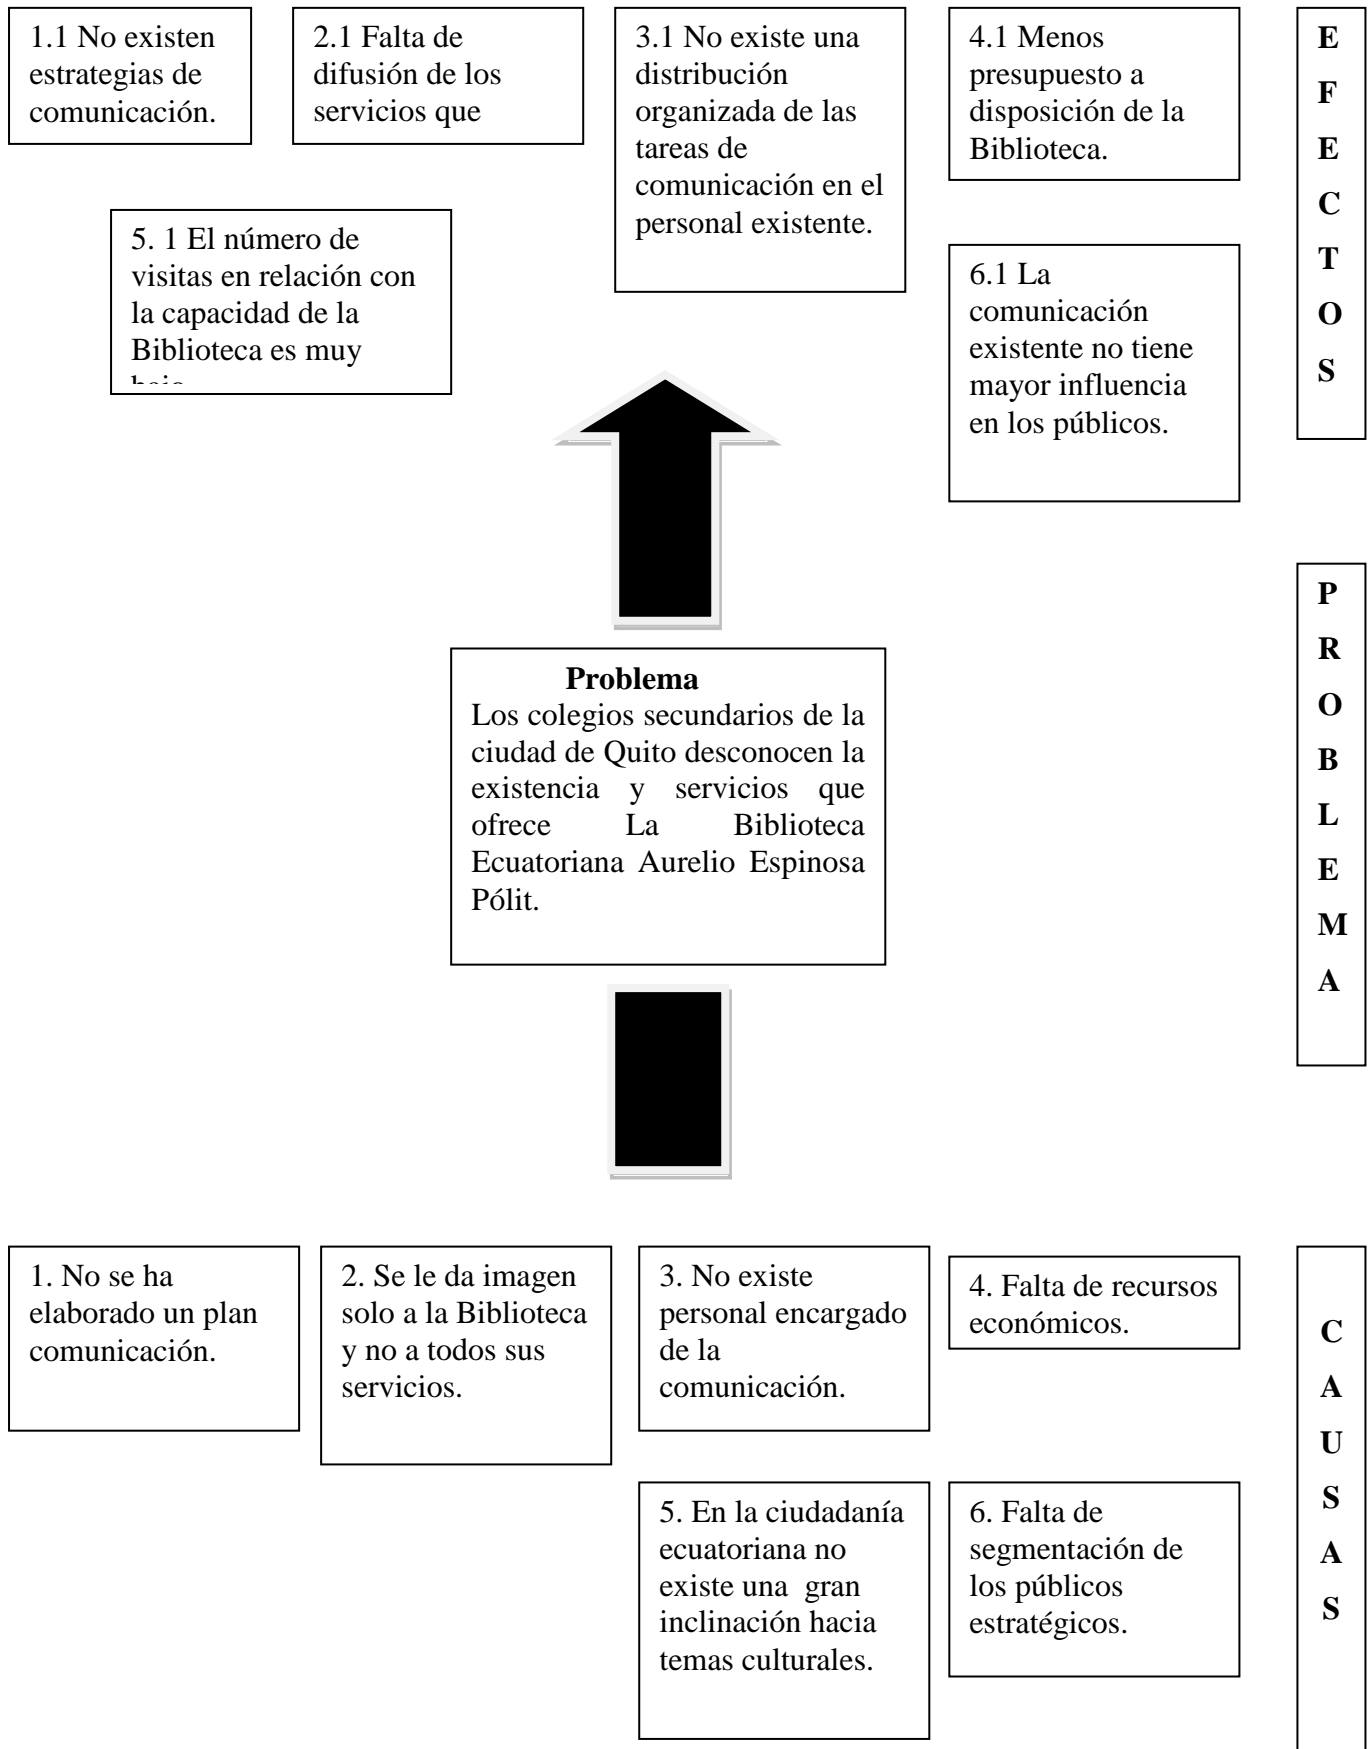 1.1 No existen
estrategias de
comunicación.
2.1 Falta de
difusión de los
servicios que
3.1 No existe una
distribución
organizada de las
tareas de
comunicación en el
personal existente.
4.1 Menos
presupuesto a
disposición de la
Biblioteca.
5. 1 El número de
visitas en relación con
la capacidad de la
Biblioteca es muy
6.1 La
comunicación
existente no tiene
mayor influencia
en los públicos.
E
F
E
C
T
O
S
Problema
Los colegios secundarios de la
ciudad de Quito desconocen la
existencia y servicios que
ofrece La Biblioteca
Ecuatoriana Aurelio Espinosa
Pólit.
P
R
O
B
L
E
M
A
1. No se ha
elaborado un plan
comunicación.
2. Se le da imagen
solo a la Biblioteca
y no a todos sus
servicios.
3. No existe
personal encargado
de la
comunicación.
4. Falta de recursos
económicos.
5. En la ciudadanía
ecuatoriana no
existe una gran
inclinación hacia
temas culturales.
6. Falta de
segmentación de
los públicos
estratégicos.
C
A
U
S
A
S